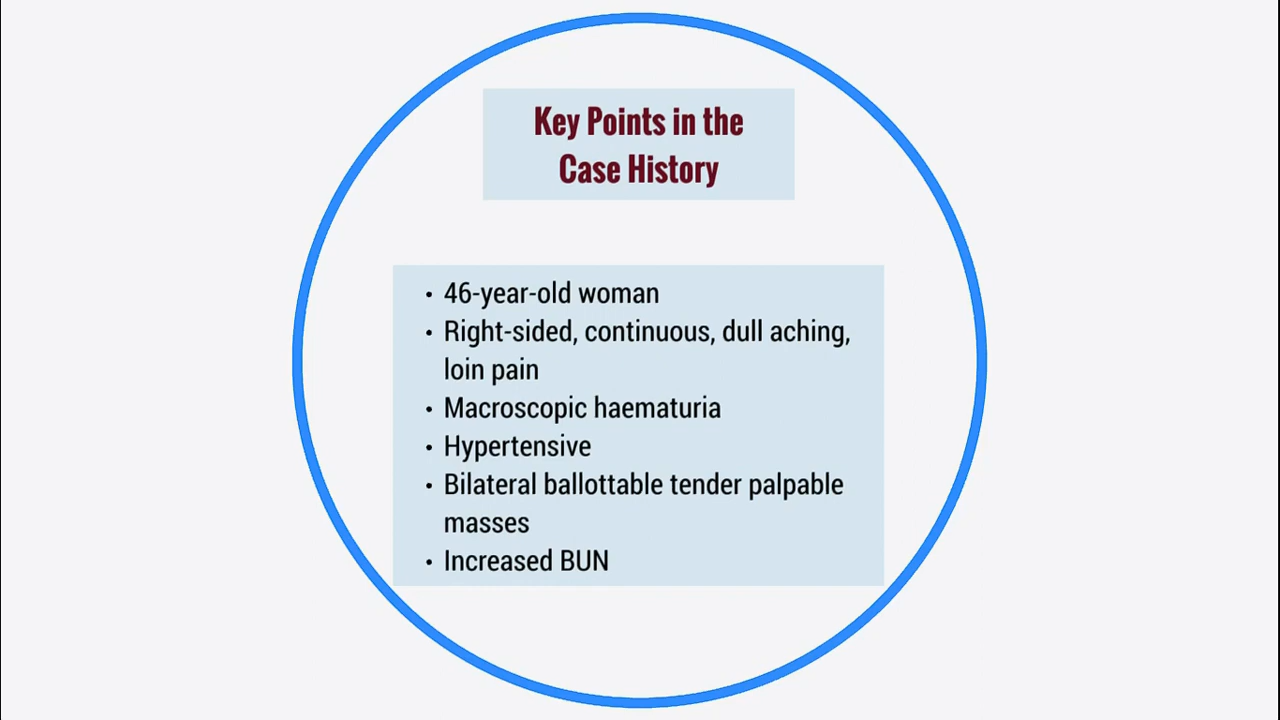 Key Points in the
Case History
• 46-year-old woman
• Right-sided, continuous, dull aching,
loin pain
• Macroscopic haematuria
• Hypertensive
• Bilateral ballottable tender palpable
masses
• Increased BUN